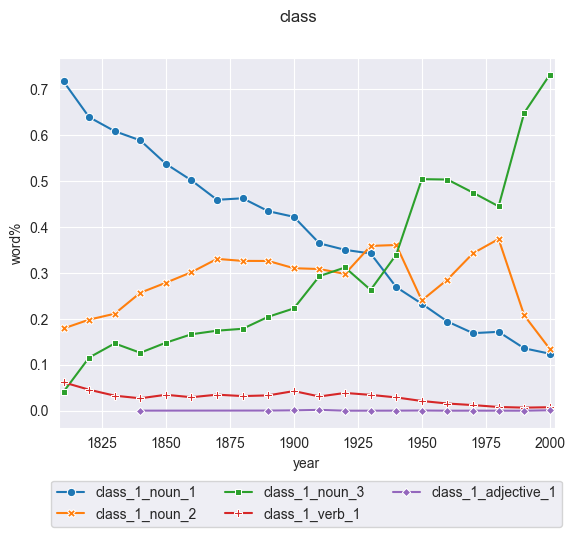 class
0.7
0.6
0.5
0.4
0.3
0.2
0.1
0.0
word%
1825 1850 1875 1900 1925 1950 1975 2000
year
class_1_noun_1 class_1_noun_3 class_1_adjective_1
class_1_noun_2 class_1_verb_1